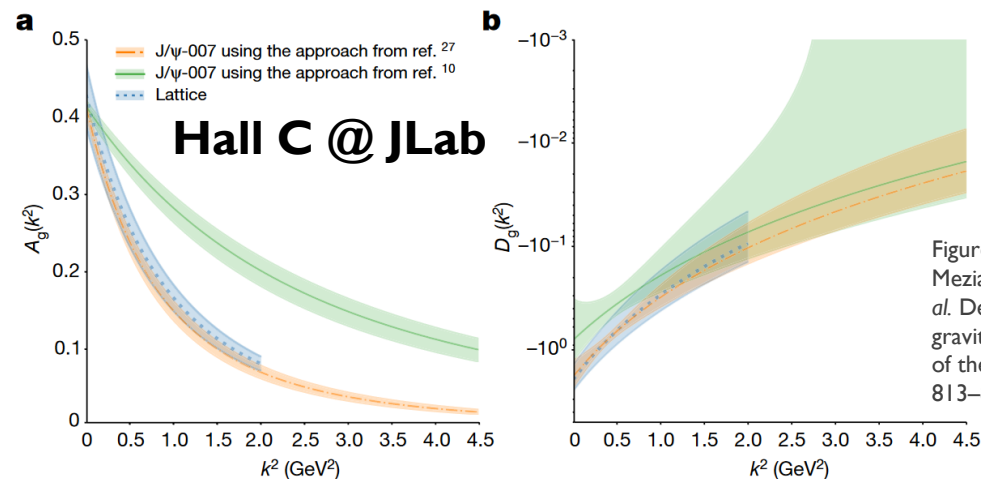 a
0.5
0.4
0.3
0.2
0.1
0
A_g(k²)
J/ψ-007 using the approach from ref. ²⁷
J/ψ-007 using the approach from ref. ¹⁰
Lattice
Hall C @ JLab
0 0.5 1.0 1.5 2.0 2.5 3.0 3.5 4.0 4.5
k² (GeV²)
b
−10⁻³
−10⁻²
−10⁻¹
−10⁰
D_g(k²)
0 0.5 1.0 1.5 2.0 2.5 3.0 3.5 4.0 4.5
k² (GeV²)
Figur
Mezia
al. De
gravit
of the
813–